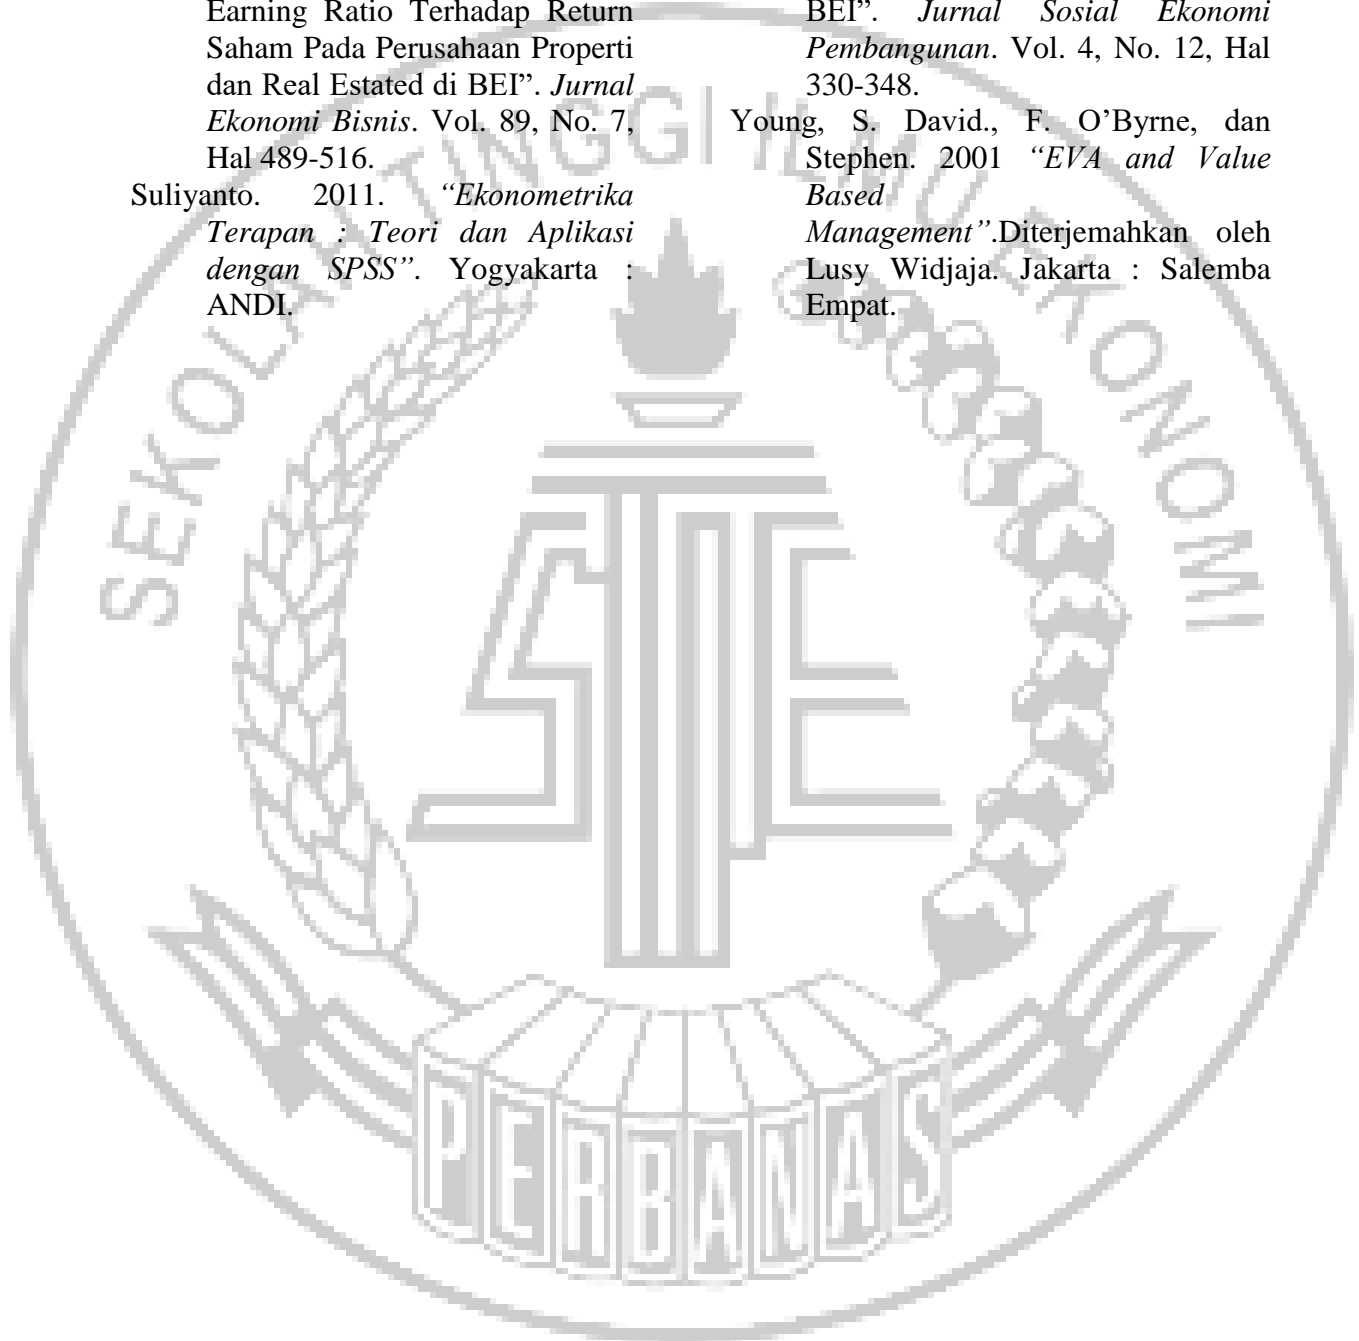 Earning Ratio Terhadap Return
Saham Pada Perusahaan Properti
dan Real Estated di BEI”. Jurnal
Ekonomi Bisnis. Vol. 89, No. 7,
Hal 489-516.
Suliyanto. 2011. “Ekonometrika
Terapan : Teori dan Aplikasi
dengan SPSS”. Yogyakarta :
ANDI.
BEI”. Jurnal Sosial Ekonomi
Pembangunan. Vol. 4, No. 12, Hal
330-348.
Young, S. David., F. O’Byrne, dan
Stephen. 2001 “EVA and Value
Based
Management”.Diterjemahkan oleh
Lusy Widjaja. Jakarta : Salemba
Empat.
SEKOLAH TINGGI ILMU EKONOMI
STIE
PERBANAS